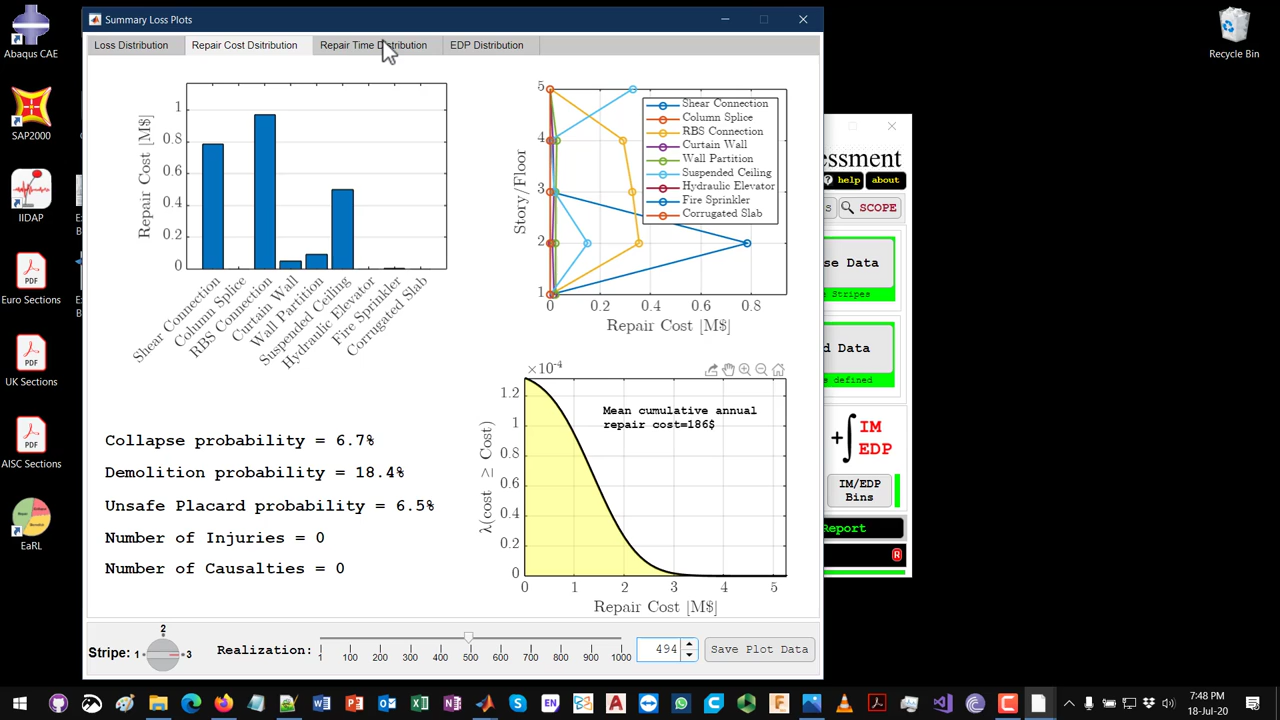 Summary Loss Plots
Loss Distribution
Repair Cost Dsitribution
Repair Time Distribution
EDP Distribution
Abaqus CAE
SAP2000
IIDAP
Euro Sections
UK Sections
AISC Sections
EaRL
Recycle Bin
Repair Cost [M$]
1
0.8
0.6
0.4
0.2
0
Shear Connection
Column Splice
RBS Connection
Curtain Wall
Wall Partition
Suspended Ceiling
Hydraulic Elevator
Fire Sprinkler
Corrugated Slab
Story/Floor
5
4
3
2
1
0 0.2 0.4 0.6 0.8
Repair Cost [M$]
Shear Connection
Column Splice
RBS Connection
Curtain Wall
Wall Partition
Suspended Ceiling
Hydraulic Elevator
Fire Sprinkler
Corrugated Slab
Collapse probability = 6.7%
Demolition probability = 18.4%
Unsafe Placard probability = 6.5%
Number of Injuries = 0
Number of Causalties = 0
×10⁻⁴
λ(cost ≥ Cost)
1.2
1
0.8
0.6
0.4
0.2
0
Mean cumulative annual
repair cost=186$
0 1 2 3 4 5
Repair Cost [M$]
Stripe:
1
2
3
Realization:
1 100 200 300 400 500 600 700 800 900 1000
494
Save Plot Data
essment
? help
about
S
SCOPE
se Data
e Stripes
d Data
s defined
+∫
IM
EDP
IM/EDP
Bins
Report
R
EN
7:48 PM
18-Jul-20